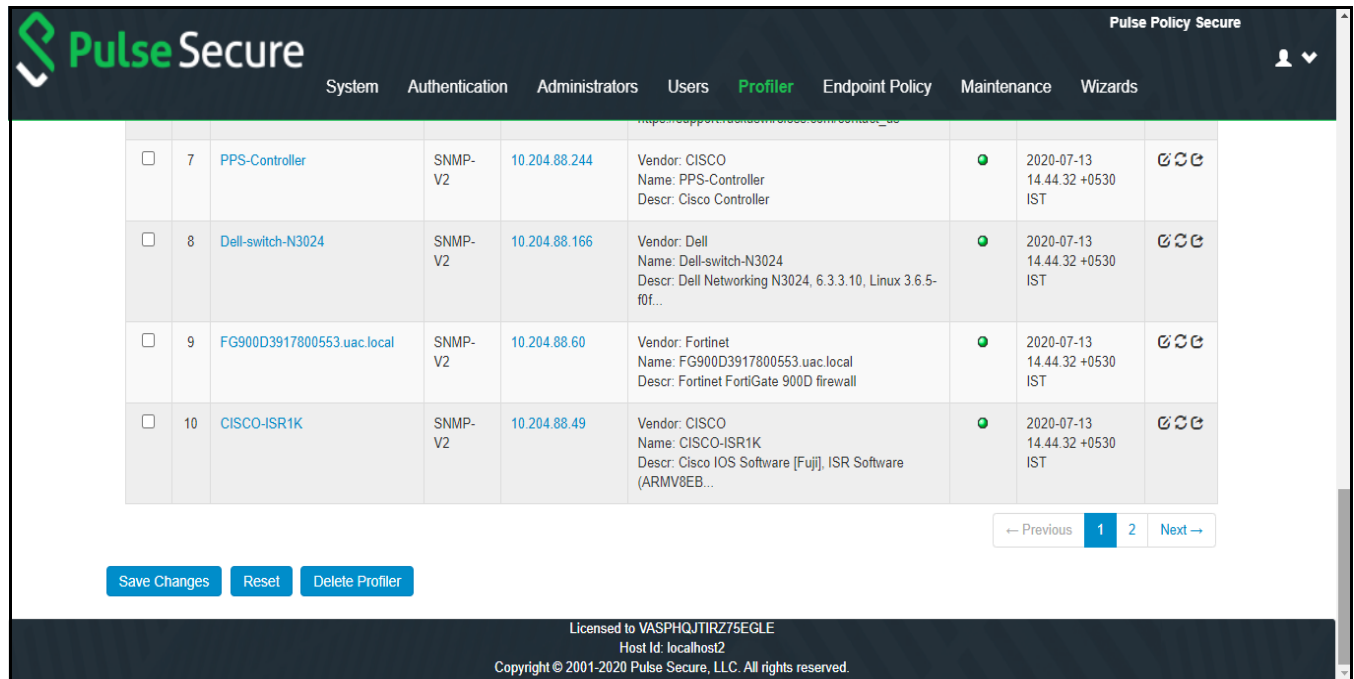 Pulse Policy Secure
Pulse Secure
System Authentication Administrators Users Profiler Endpoint Policy Maintenance Wizards
7 PPS-Controller SNMP- 10.204.88.244 Vendor: CISCO 2020-07-13
V2 Name: PPS-Controller 14.44.32 +0530
Descr: Cisco Controller IST
8 Dell-switch-N3024 SNMP- 10.204.88.166 Vendor: Dell 2020-07-13
V2 Name: Dell-switch-N3024 14.44.32 +0530
Descr: Dell Networking N3024, 6.3.3.10, Linux 3.6.5- IST
f0f...
9 FG900D3917800553.uac.local SNMP- 10.204.88.60 Vendor: Fortinet 2020-07-13
V2 Name: FG900D3917800553.uac.local 14.44.32 +0530
Descr: Fortinet FortiGate 900D firewall IST
10 CISCO-ISR1K SNMP- 10.204.88.49 Vendor: CISCO 2020-07-13
V2 Name: CISCO-ISR1K 14.44.32 +0530
Descr: Cisco IOS Software [Fuji], ISR Software IST
(ARMV8EB...
← Previous 1 2 Next →
Save Changes Reset Delete Profiler
Licensed to VASPHQJTIRZ75EGLE
Host Id: localhost2
Copyright © 2001-2020 Pulse Secure, LLC. All rights reserved.